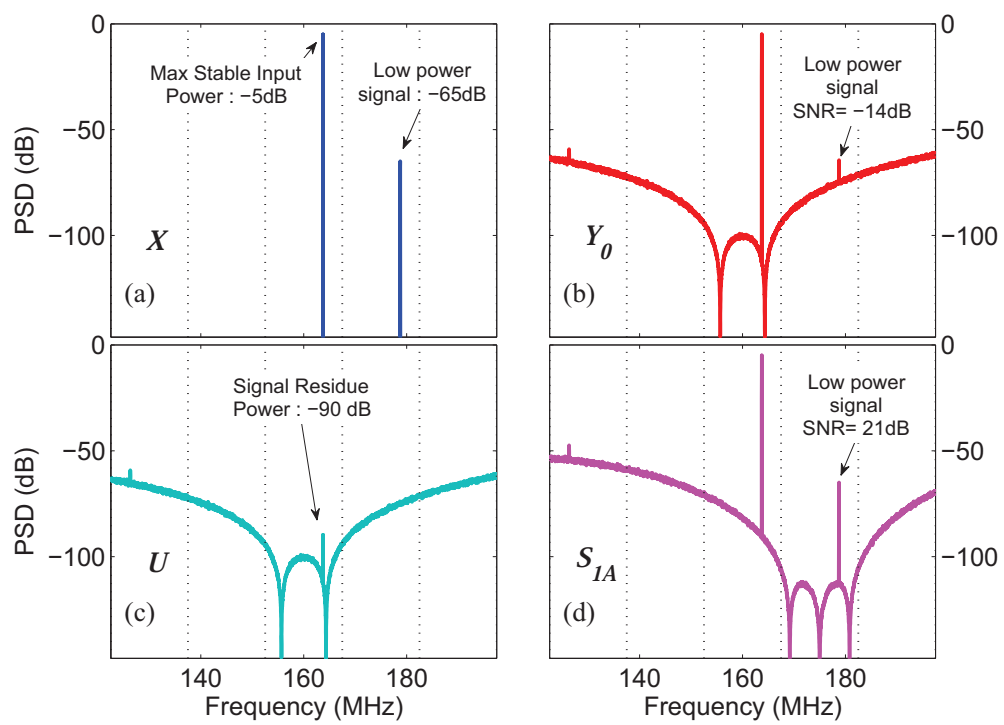 0
−50
−100
PSD (dB)
Max Stable Input
Power : −5dB
Low power
signal : −65dB
X
(a)
0
−50
−100
Low power
signal
SNR= −14dB
Y0
(b)
0
−50
−100
PSD (dB)
Signal Residue
Power : −90 dB
U
(c)
140
160
180
Frequency (MHz)
0
−50
−100
Low power
signal
SNR= 21dB
S1A
(d)
140
160
180
Frequency (MHz)